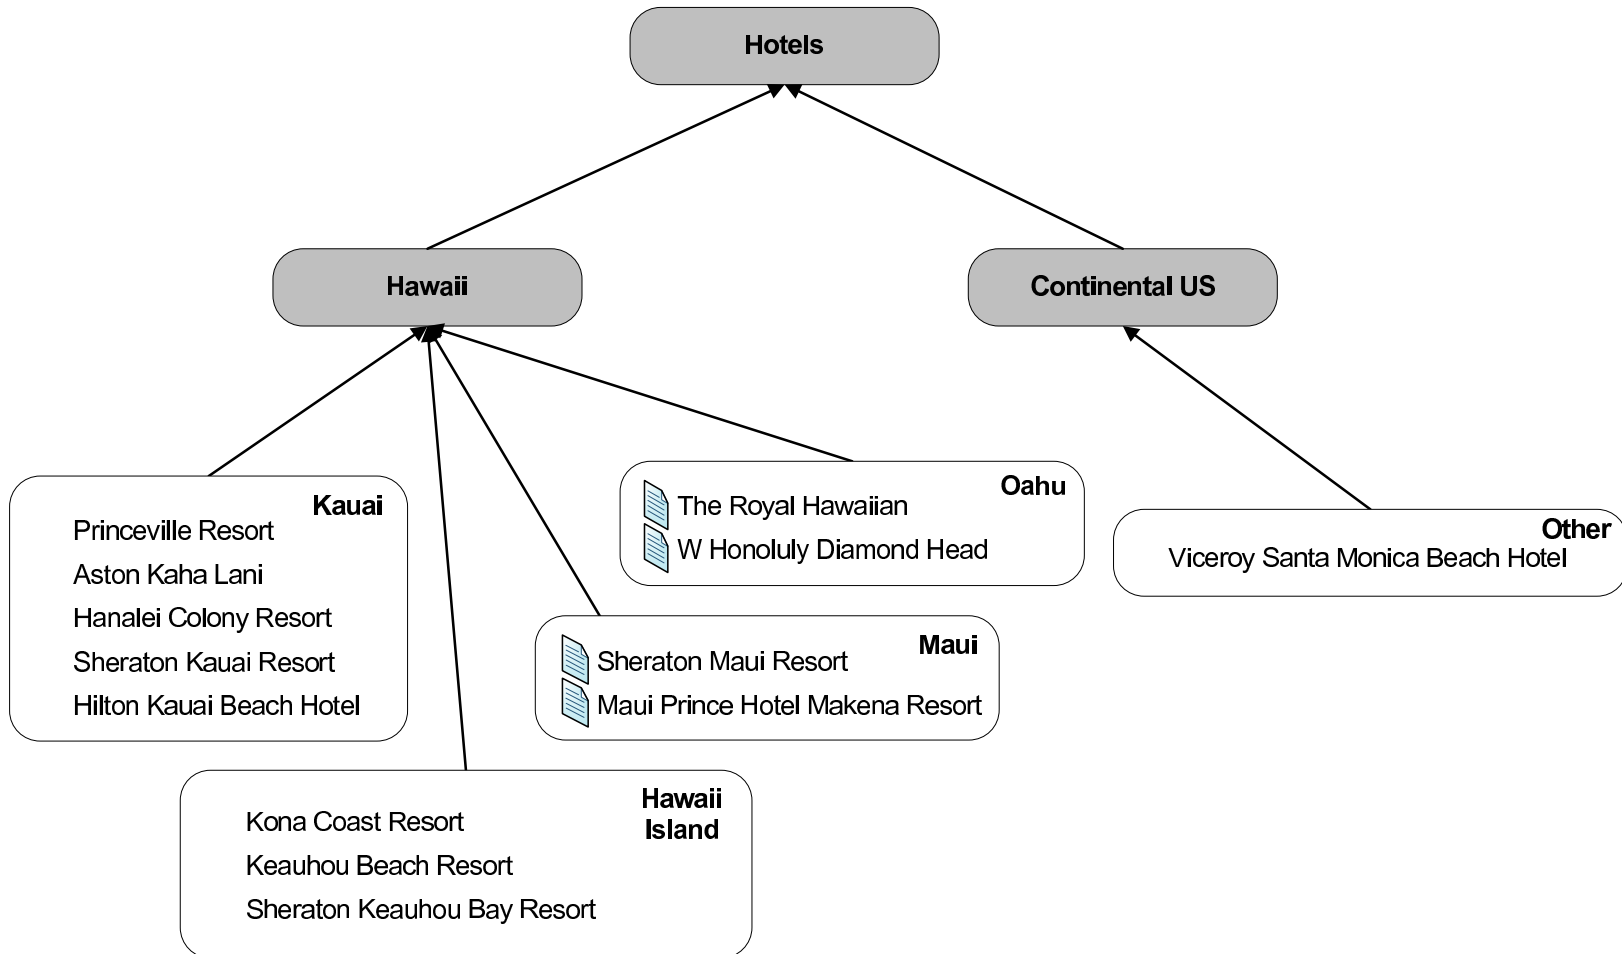 Hotels
Hawaii
Continental US
Kauai
Princeville Resort
Aston Kaha Lani
Hanalei Colony Resort
Sheraton Kauai Resort
Hilton Kauai Beach Hotel
Oahu
The Royal Hawaiian
W Honoluly Diamond Head
Other
Viceroy Santa Monica Beach Hotel
Maui
Sheraton Maui Resort
Maui Prince Hotel Makena Resort
Hawaii
Island
Kona Coast Resort
Keauhou Beach Resort
Sheraton Keauhou Bay Resort